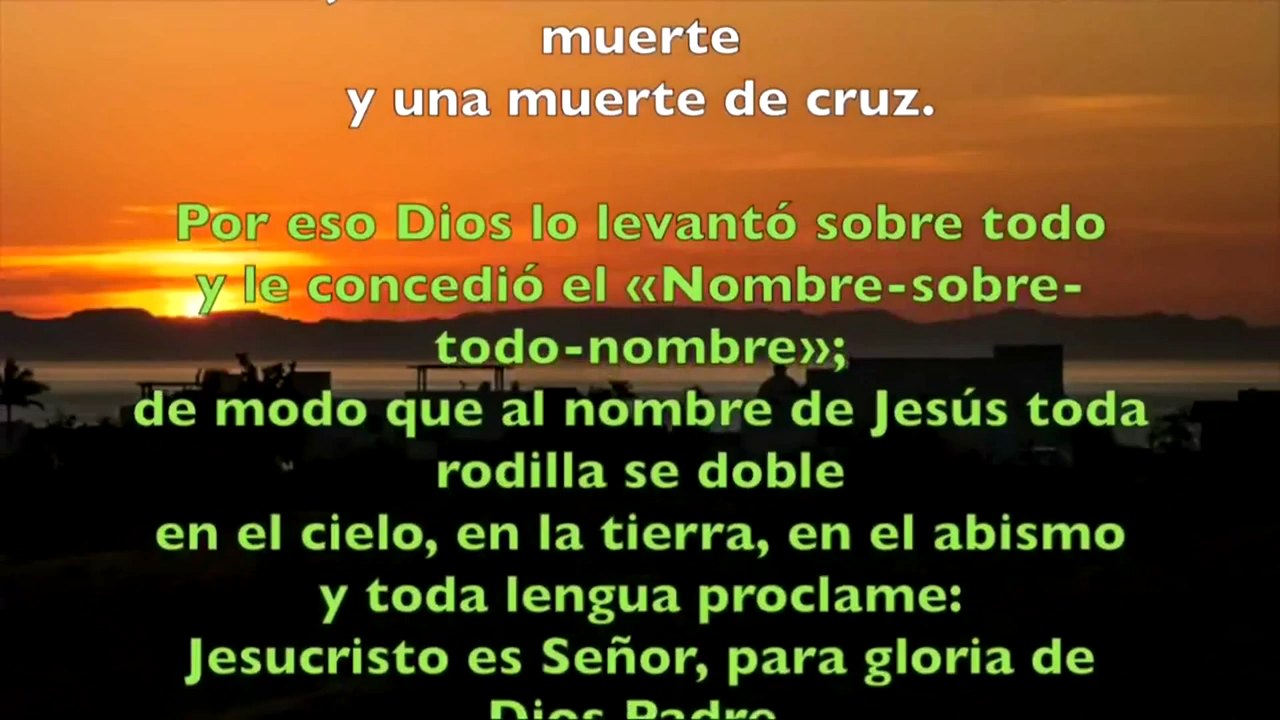 muerte
y una muerte de cruz.
Por eso Dios lo levantó sobre todo
y le concedió el «Nombre-sobre-
todo-nombre»;
de modo que al nombre de Jesús toda
rodilla se doble
en el cielo, en la tierra, en el abismo
y toda lengua proclame:
Jesucristo es Señor, para gloria de
Dios Padre